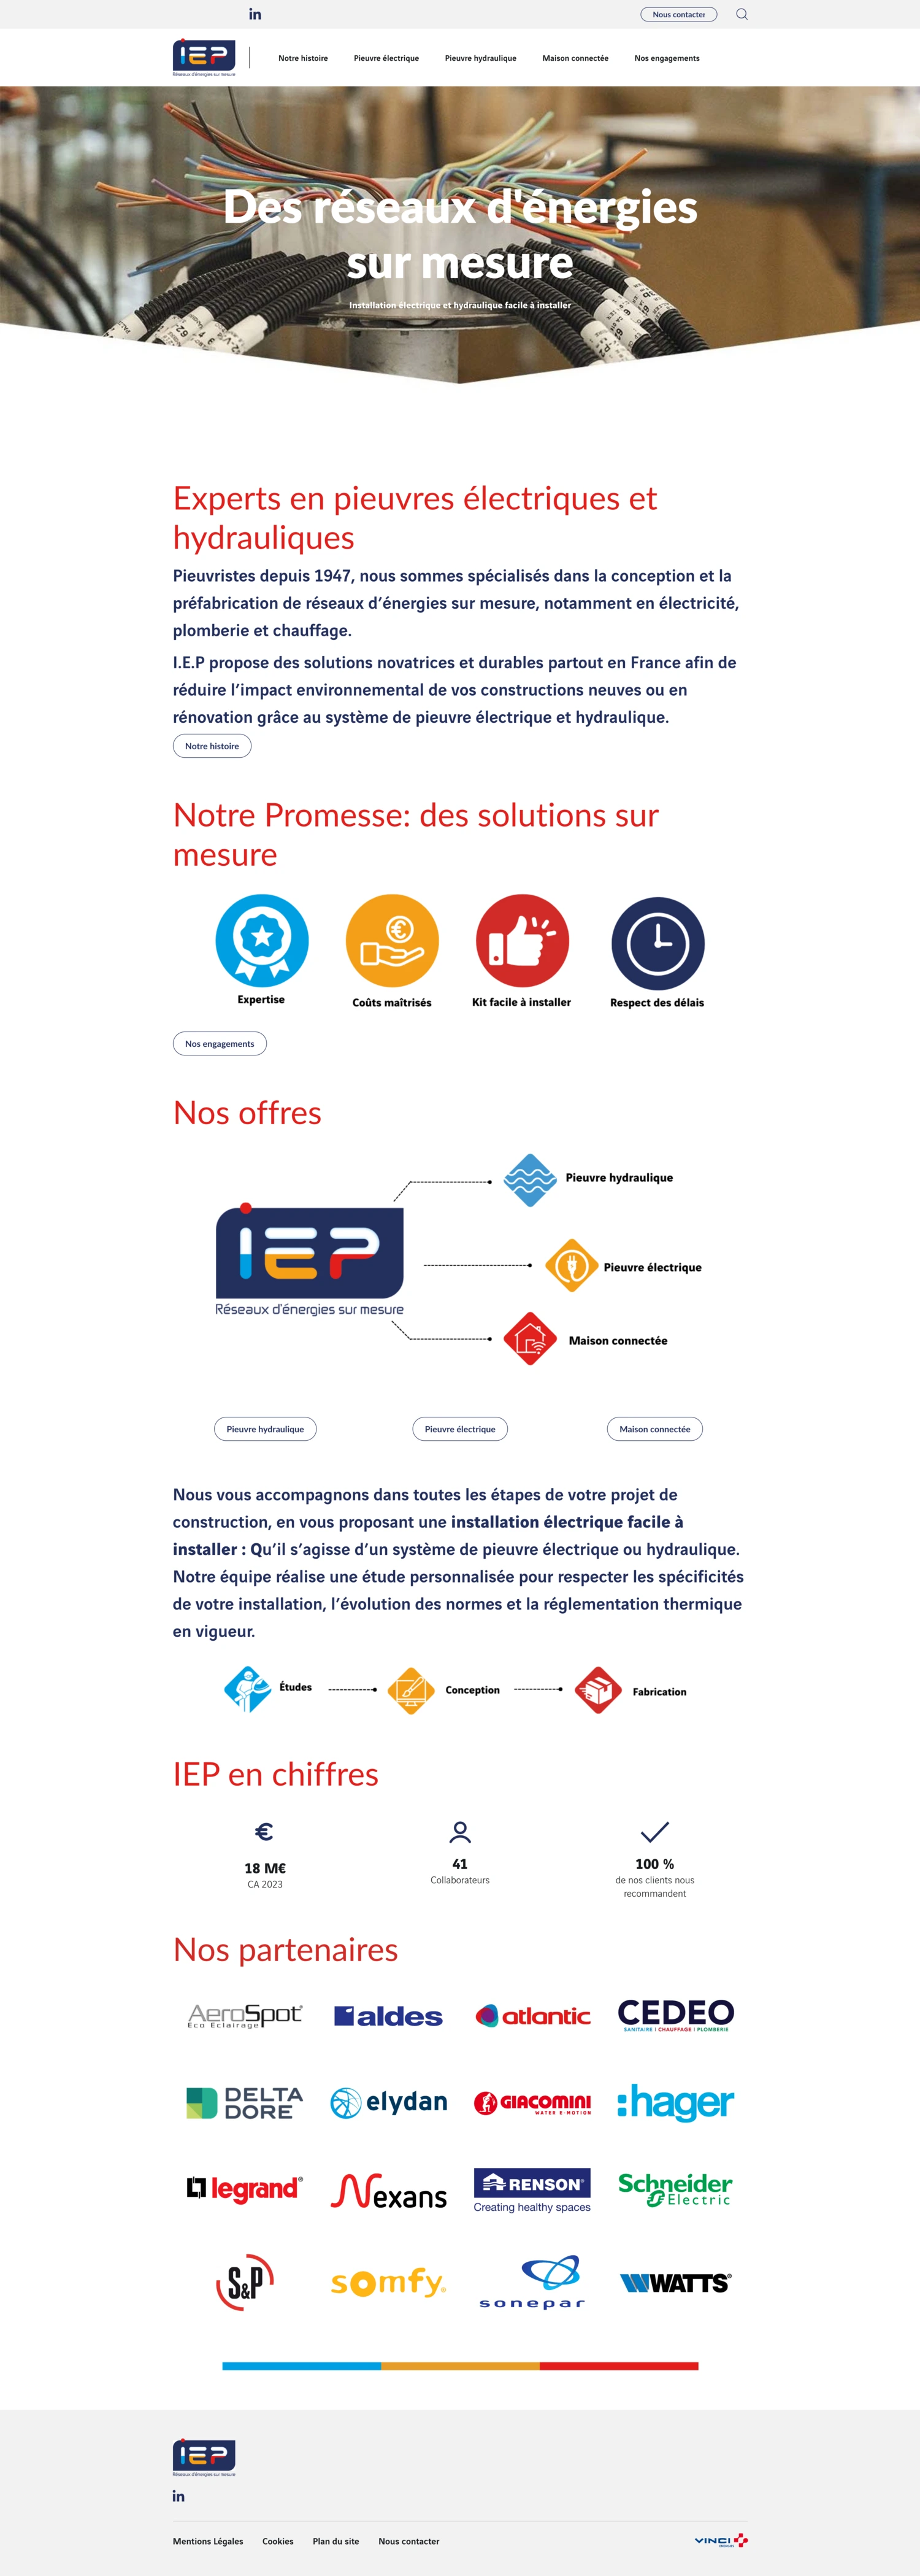 in
Nous contacter
IEP
Réseaux d'énergies sur mesure
Notre histoire
Pieuvre électrique
Pieuvre hydraulique
Maison connectée
Nos engagements
Des réseaux d'énergies
sur mesure
Installation électrique et hydraulique facile à installer
Experts en pieuvres électriques et
hydrauliques
Pieuvristes depuis 1947, nous sommes spécialisés dans la conception et la
préfabrication de réseaux d’énergies sur mesure, notamment en électricité,
plomberie et chauffage.
I.E.P propose des solutions novatrices et durables partout en France afin de
réduire l’impact environnemental de vos constructions neuves ou en
rénovation grâce au système de pieuvre électrique et hydraulique.
Notre histoire
Notre Promesse: des solutions sur
mesure
Expertise
Coûts maîtrisés
Kit facile à installer
Respect des délais
Nos engagements
Nos offres
IEP
Réseaux d'énergies sur mesure
Pieuvre hydraulique
Pieuvre électrique
Maison connectée
Pieuvre hydraulique
Pieuvre électrique
Maison connectée
Nous vous accompagnons dans toutes les étapes de votre projet de
construction, en vous proposant une installation électrique facile à
installer : Qu’il s’agisse d’un système de pieuvre électrique ou hydraulique.
Notre équipe réalise une étude personnalisée pour respecter les spécificités
de votre installation, l’évolution des normes et la réglementation thermique
en vigueur.
Études
Conception
Fabrication
IEP en chiffres
€
18 M€
CA 2023
41
Collaborateurs
100 %
de nos clients nous
recommandent
Nos partenaires
AeroSpot
Eco Eclairage
aldes
atlantic
CEDEO
SANITAIRE | CHAUFFAGE | PLOMBERIE
DELTA
DORE
elydan
GIACOMINI
WATER E-MOTION
:hager
legrand®
Nexans
RENSON®
Creating healthy spaces
Schneider
Electric
S&P
somfy®
sonepar
WATTS®
IEP
Réseaux d'énergies sur mesure
in
Mentions Légales
Cookies
Plan du site
Nous contacter
VINCI